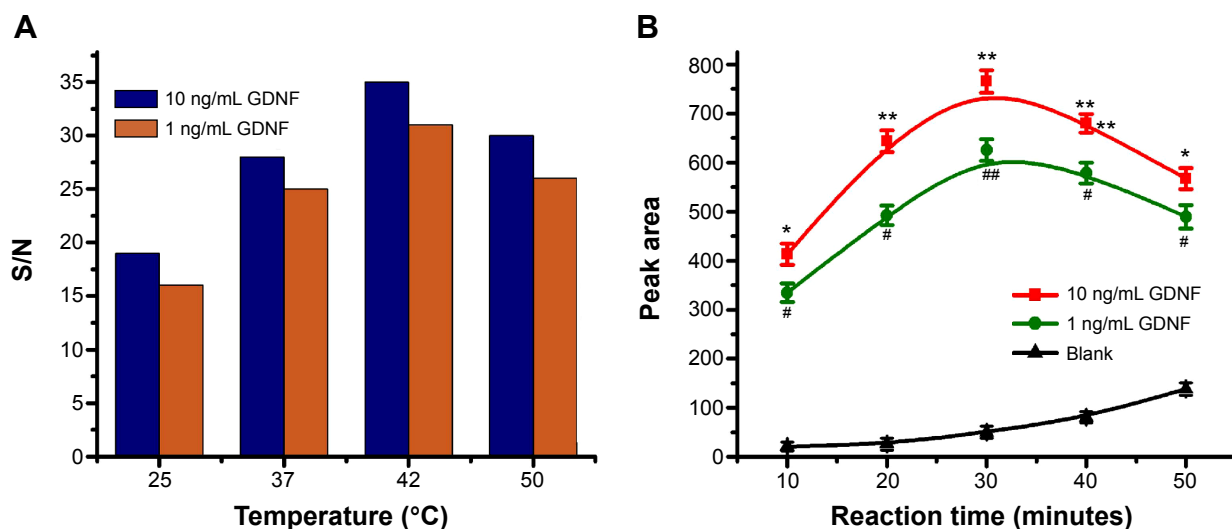 A
35
30
25
20
15
10
5
0
S/N
10 ng/mL GDNF
1 ng/mL GDNF
25 37 42 50
Temperature (°C)
B
800
700
600
500
400
300
200
100
0
Peak area
**
**
**
**
*
*
##
#
#
#
#
10 ng/mL GDNF
1 ng/mL GDNF
Blank
10 20 30 40 50
Reaction time (minutes)